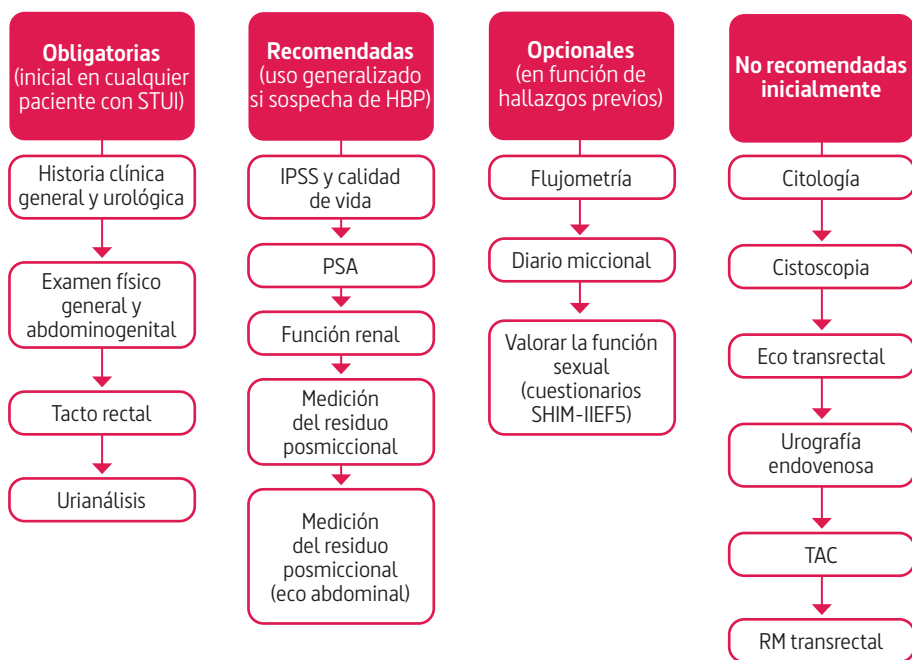 Obligatorias
(inicial en cualquier
paciente con STUI)
Historia clínica
general y urológica
Examen físico
general y
abdominogenital
Tacto rectal
Urianálisis
Recomendadas
(uso generalizado
si sospecha de HBP)
IPSS y calidad
de vida
PSA
Función renal
Medición
del residuo
posmiccional
Medición
del residuo
posmiccional
(eco abdominal)
Opcionales
(en función de
hallazgos previos)
Flujometría
Diario miccional
Valorar la función
sexual
(cuestionarios
SHIM-IIEF5)
No recomendadas
inicialmente
Citología
Cistoscopia
Eco transrectal
Urografía
endovenosa
TAC
RM transrectal